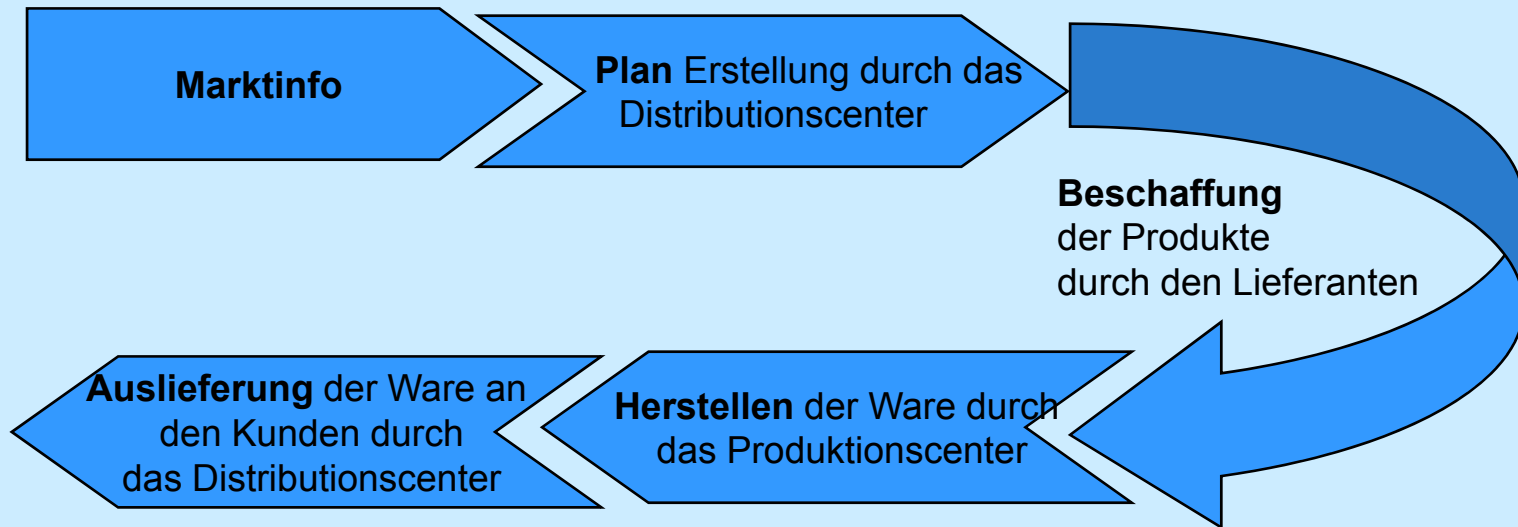 Marktinfo
Plan Erstellung durch das
Distributionscenter
Beschaffung
der Produkte
durch den Lieferanten
Herstellen der Ware durch
das Produktionscenter
Auslieferung der Ware an
den Kunden durch
das Distributionscenter